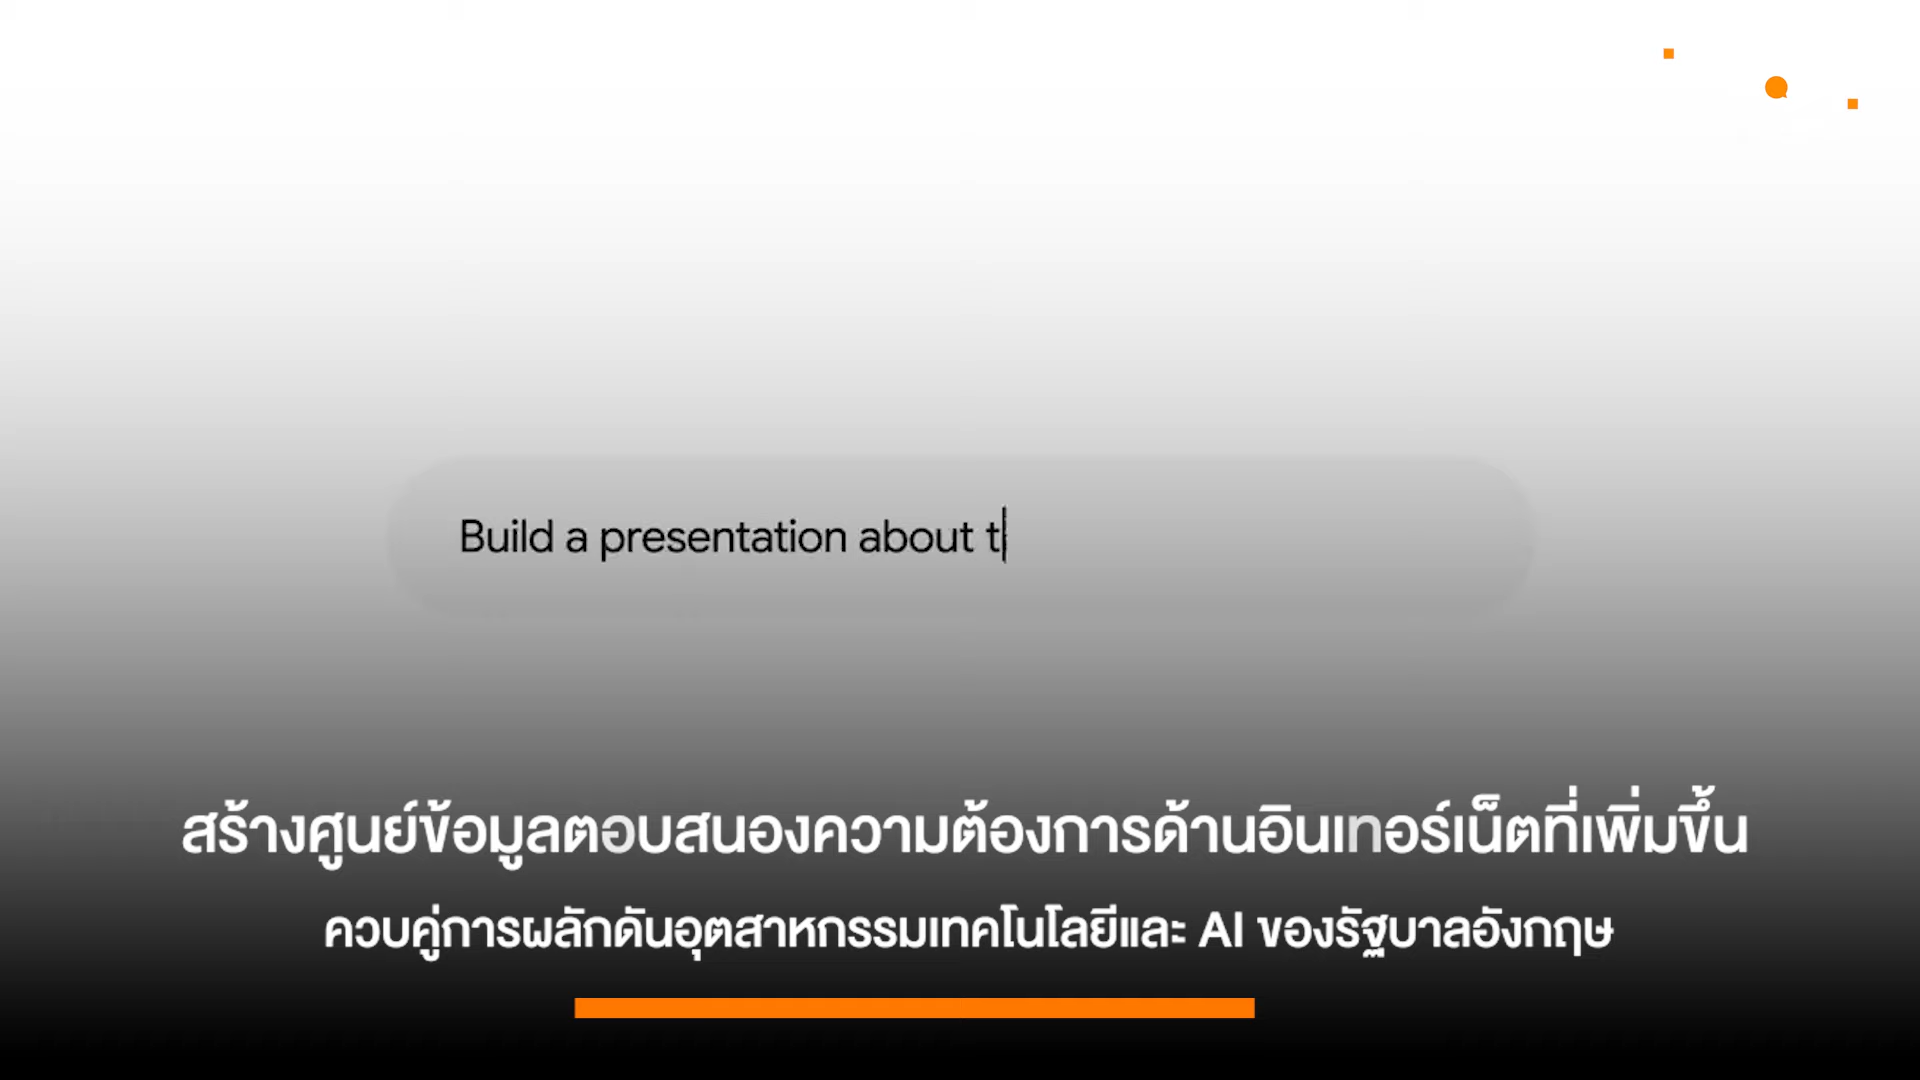 Build a presentation about t
สร้างศูนย์ข้อมูลตอบสนองความต้องการด้านอินเทอร์เน็ตที่เพิ่มขึ้น
ควบคู่การผลักดันอุตสาหกรรมเทคโนโลยีและ AI ของรัฐบาลอังกฤษ